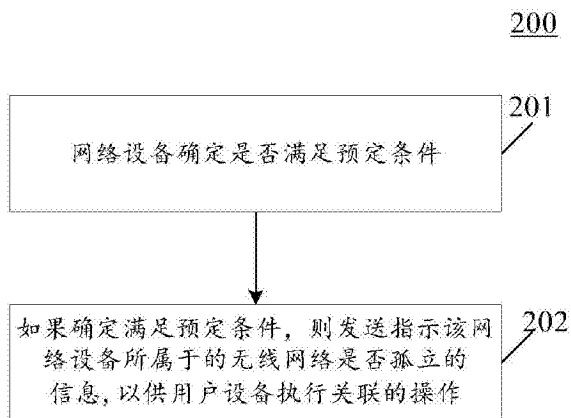 200
201
网络设备确定是否满足预定条件
202
如果确定满足预定条件，则发送指示该网
络设备所属于的无线网络是否孤立的
信息,以供用户设备执行关联的操作